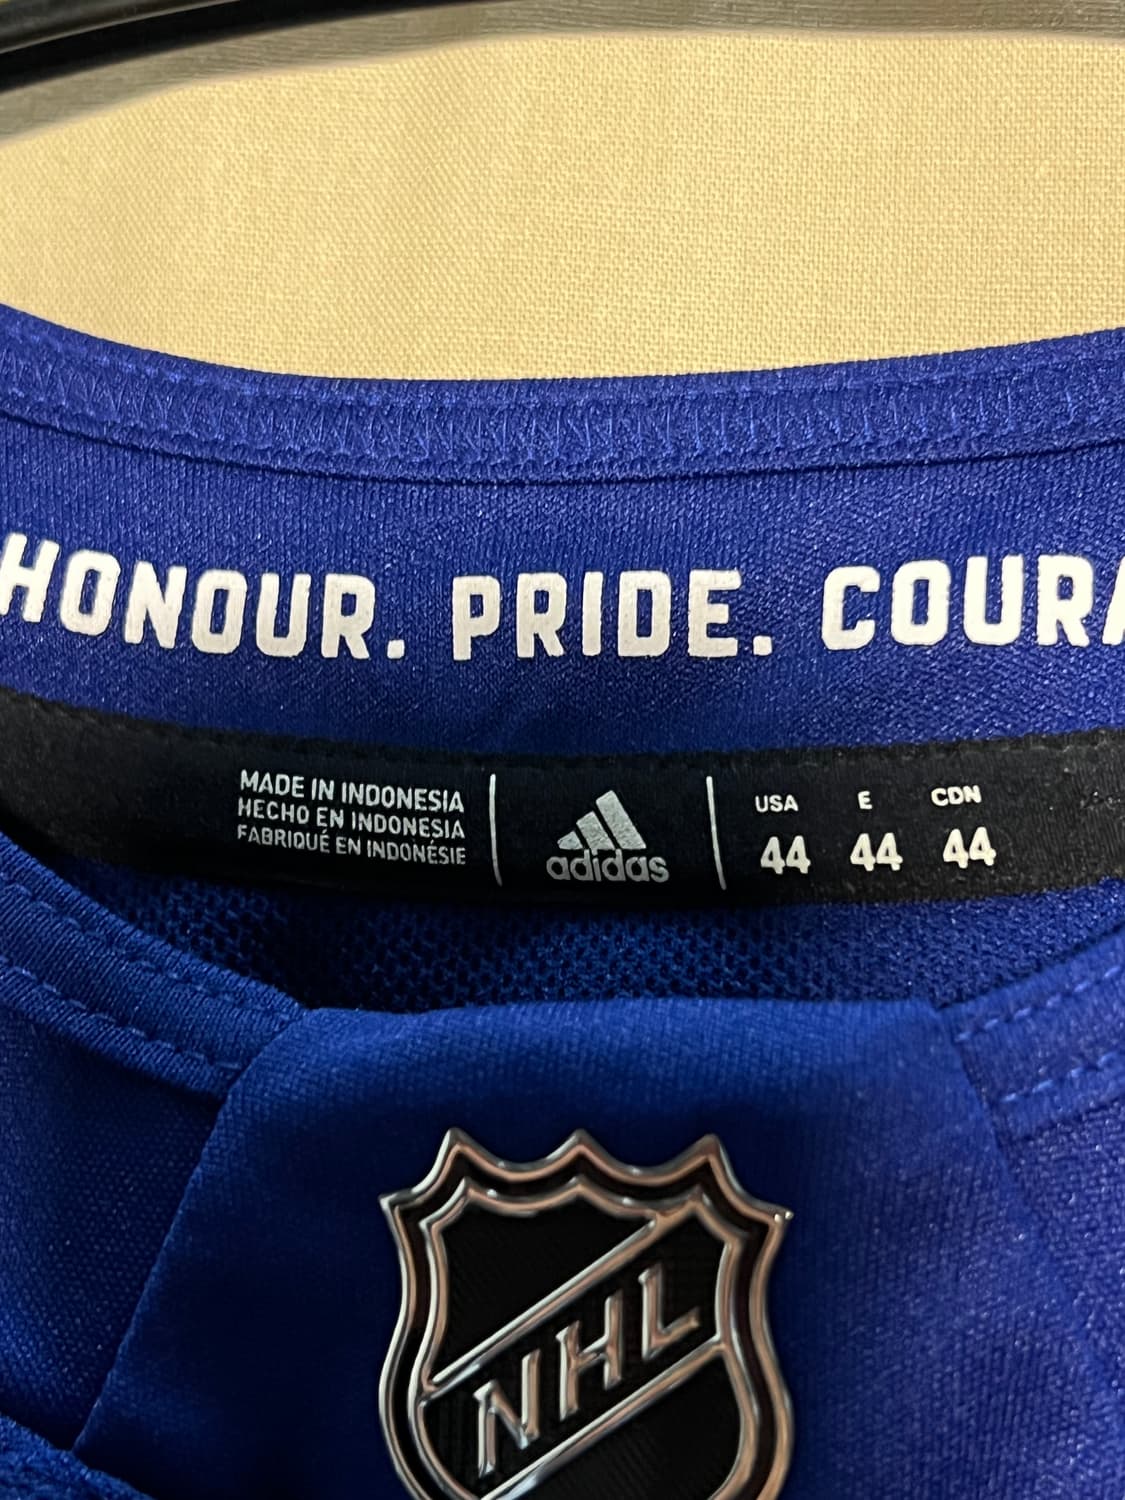 HONOUR. PRIDE. COURA
MADE IN INDONESIA
HECHO EN INDONESIA
FABRIQUÉ EN INDONÉSIE
adidas
USA E CDN
44 44 44
NHL